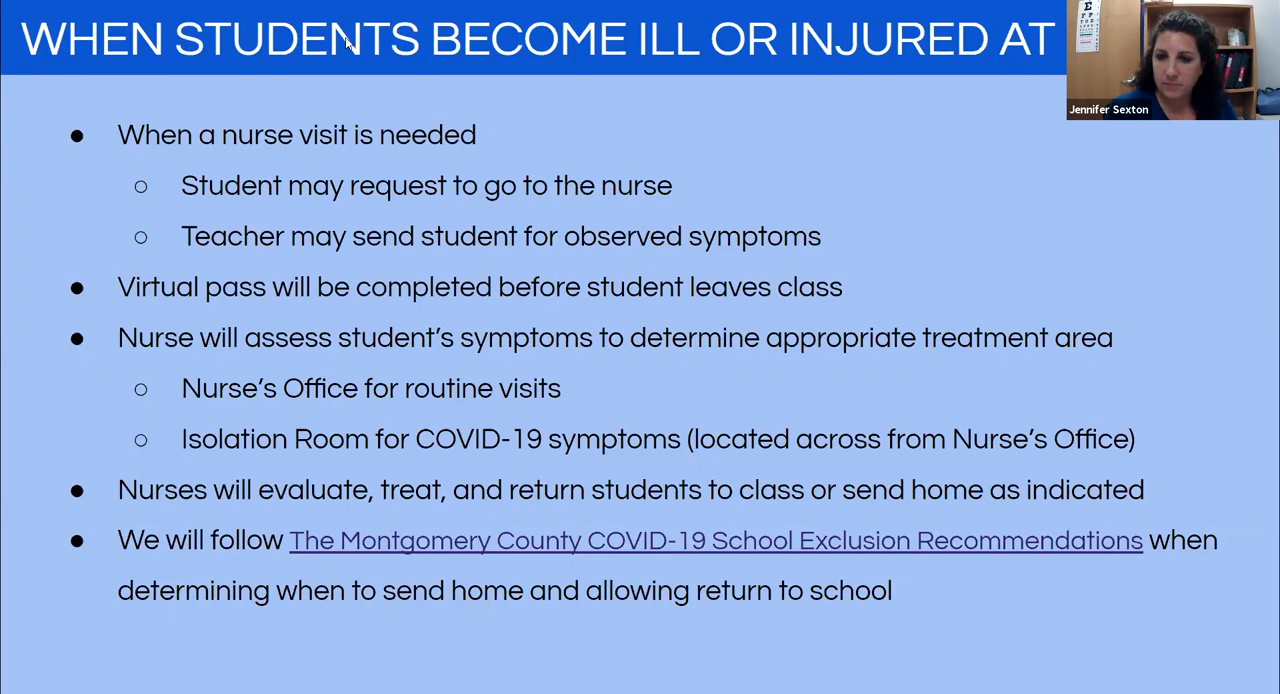 WHEN STUDENTS BECOME ILL OR INJURED AT
Jennifer Sexton
● When a nurse visit is needed
○ Student may request to go to the nurse
○ Teacher may send student for observed symptoms
● Virtual pass will be completed before student leaves class
● Nurse will assess student's symptoms to determine appropriate treatment area
○ Nurse's Office for routine visits
○ Isolation Room for COVID-19 symptoms (located across from Nurse's Office)
● Nurses will evaluate, treat, and return students to class or send home as indicated
● We will follow The Montgomery County COVID-19 School Exclusion Recommendations when
determining when to send home and allowing return to school